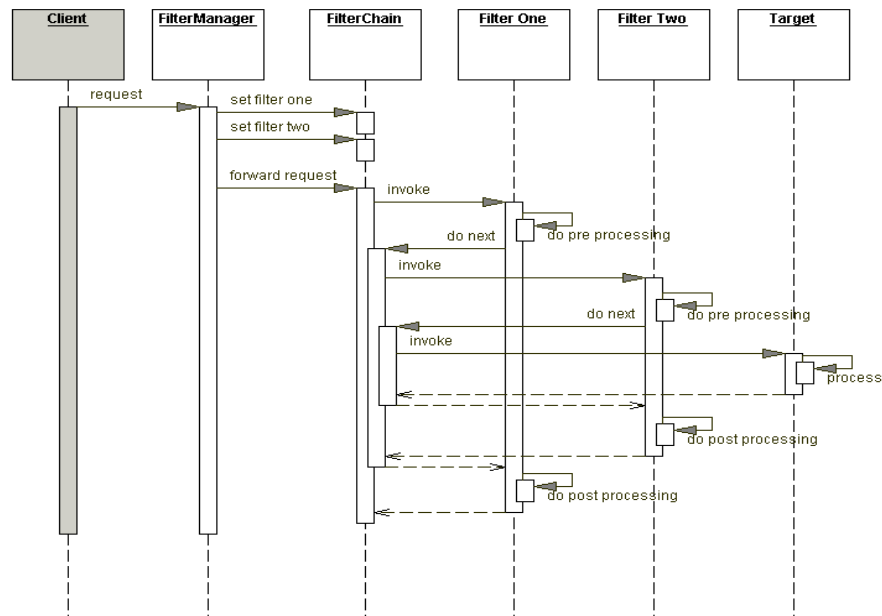 Client
FilterManager
FilterChain
Filter One
Filter Two
Target
request
set filter one
set filter two
forward request
invoke
do pre processing
do next
invoke
do pre processing
do next
invoke
process
do post processing
do post processing